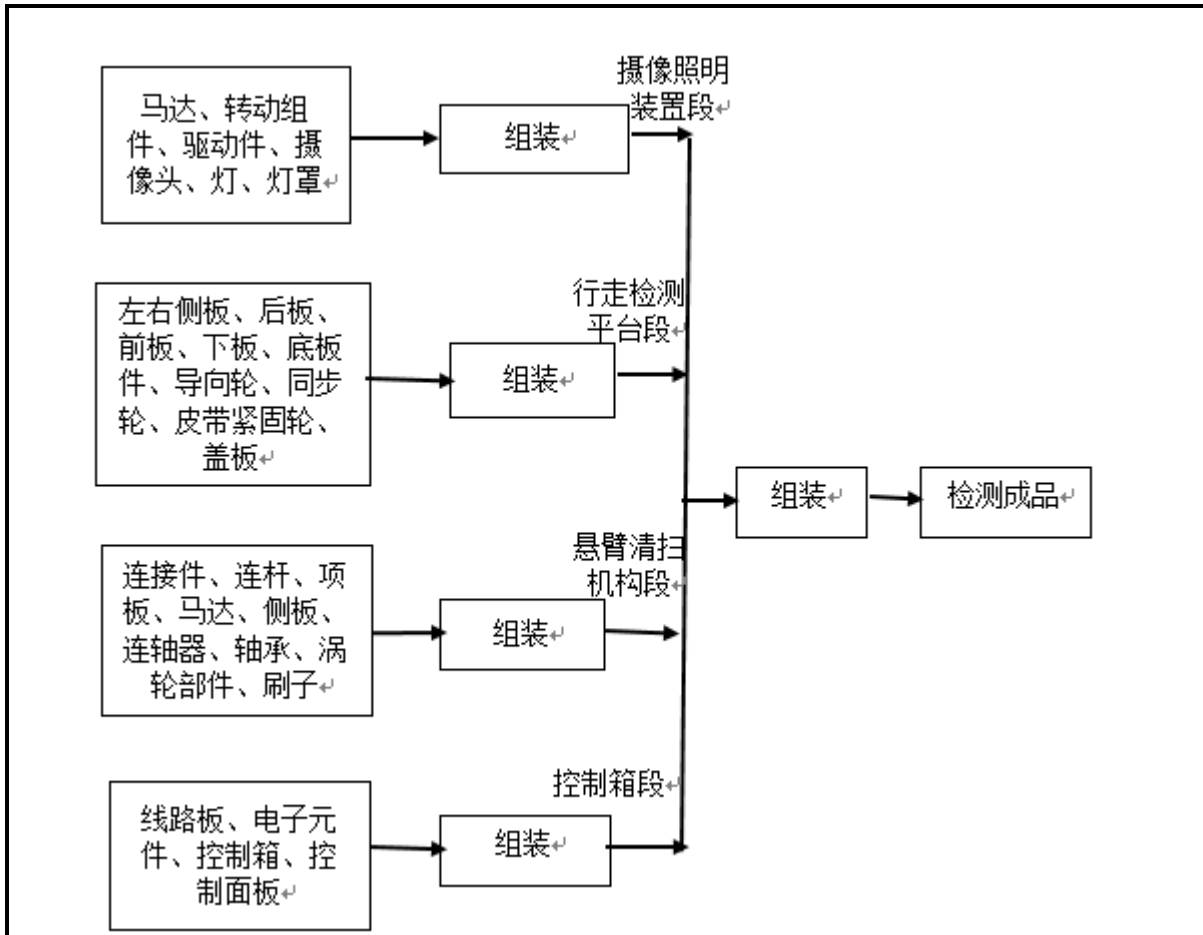 马达、转动组
件、驱动件、摄
像头、灯、灯罩↵
组装↵
摄像照明
装置段↵
左右侧板、后板、
前板、下板、底板
件、导向轮、同步
轮、皮带紧固轮、
盖板↵
组装↵
行走检测
平台段↵
组装↵
检测成品↵
连接件、连杆、项
板、马达、侧板、
连轴器、轴承、涡
轮部件、刷子↵
组装↵
悬臂清扫
机构段↵
线路板、电子元
件、控制箱、控
制面板↵
组装↵
控制箱段↵